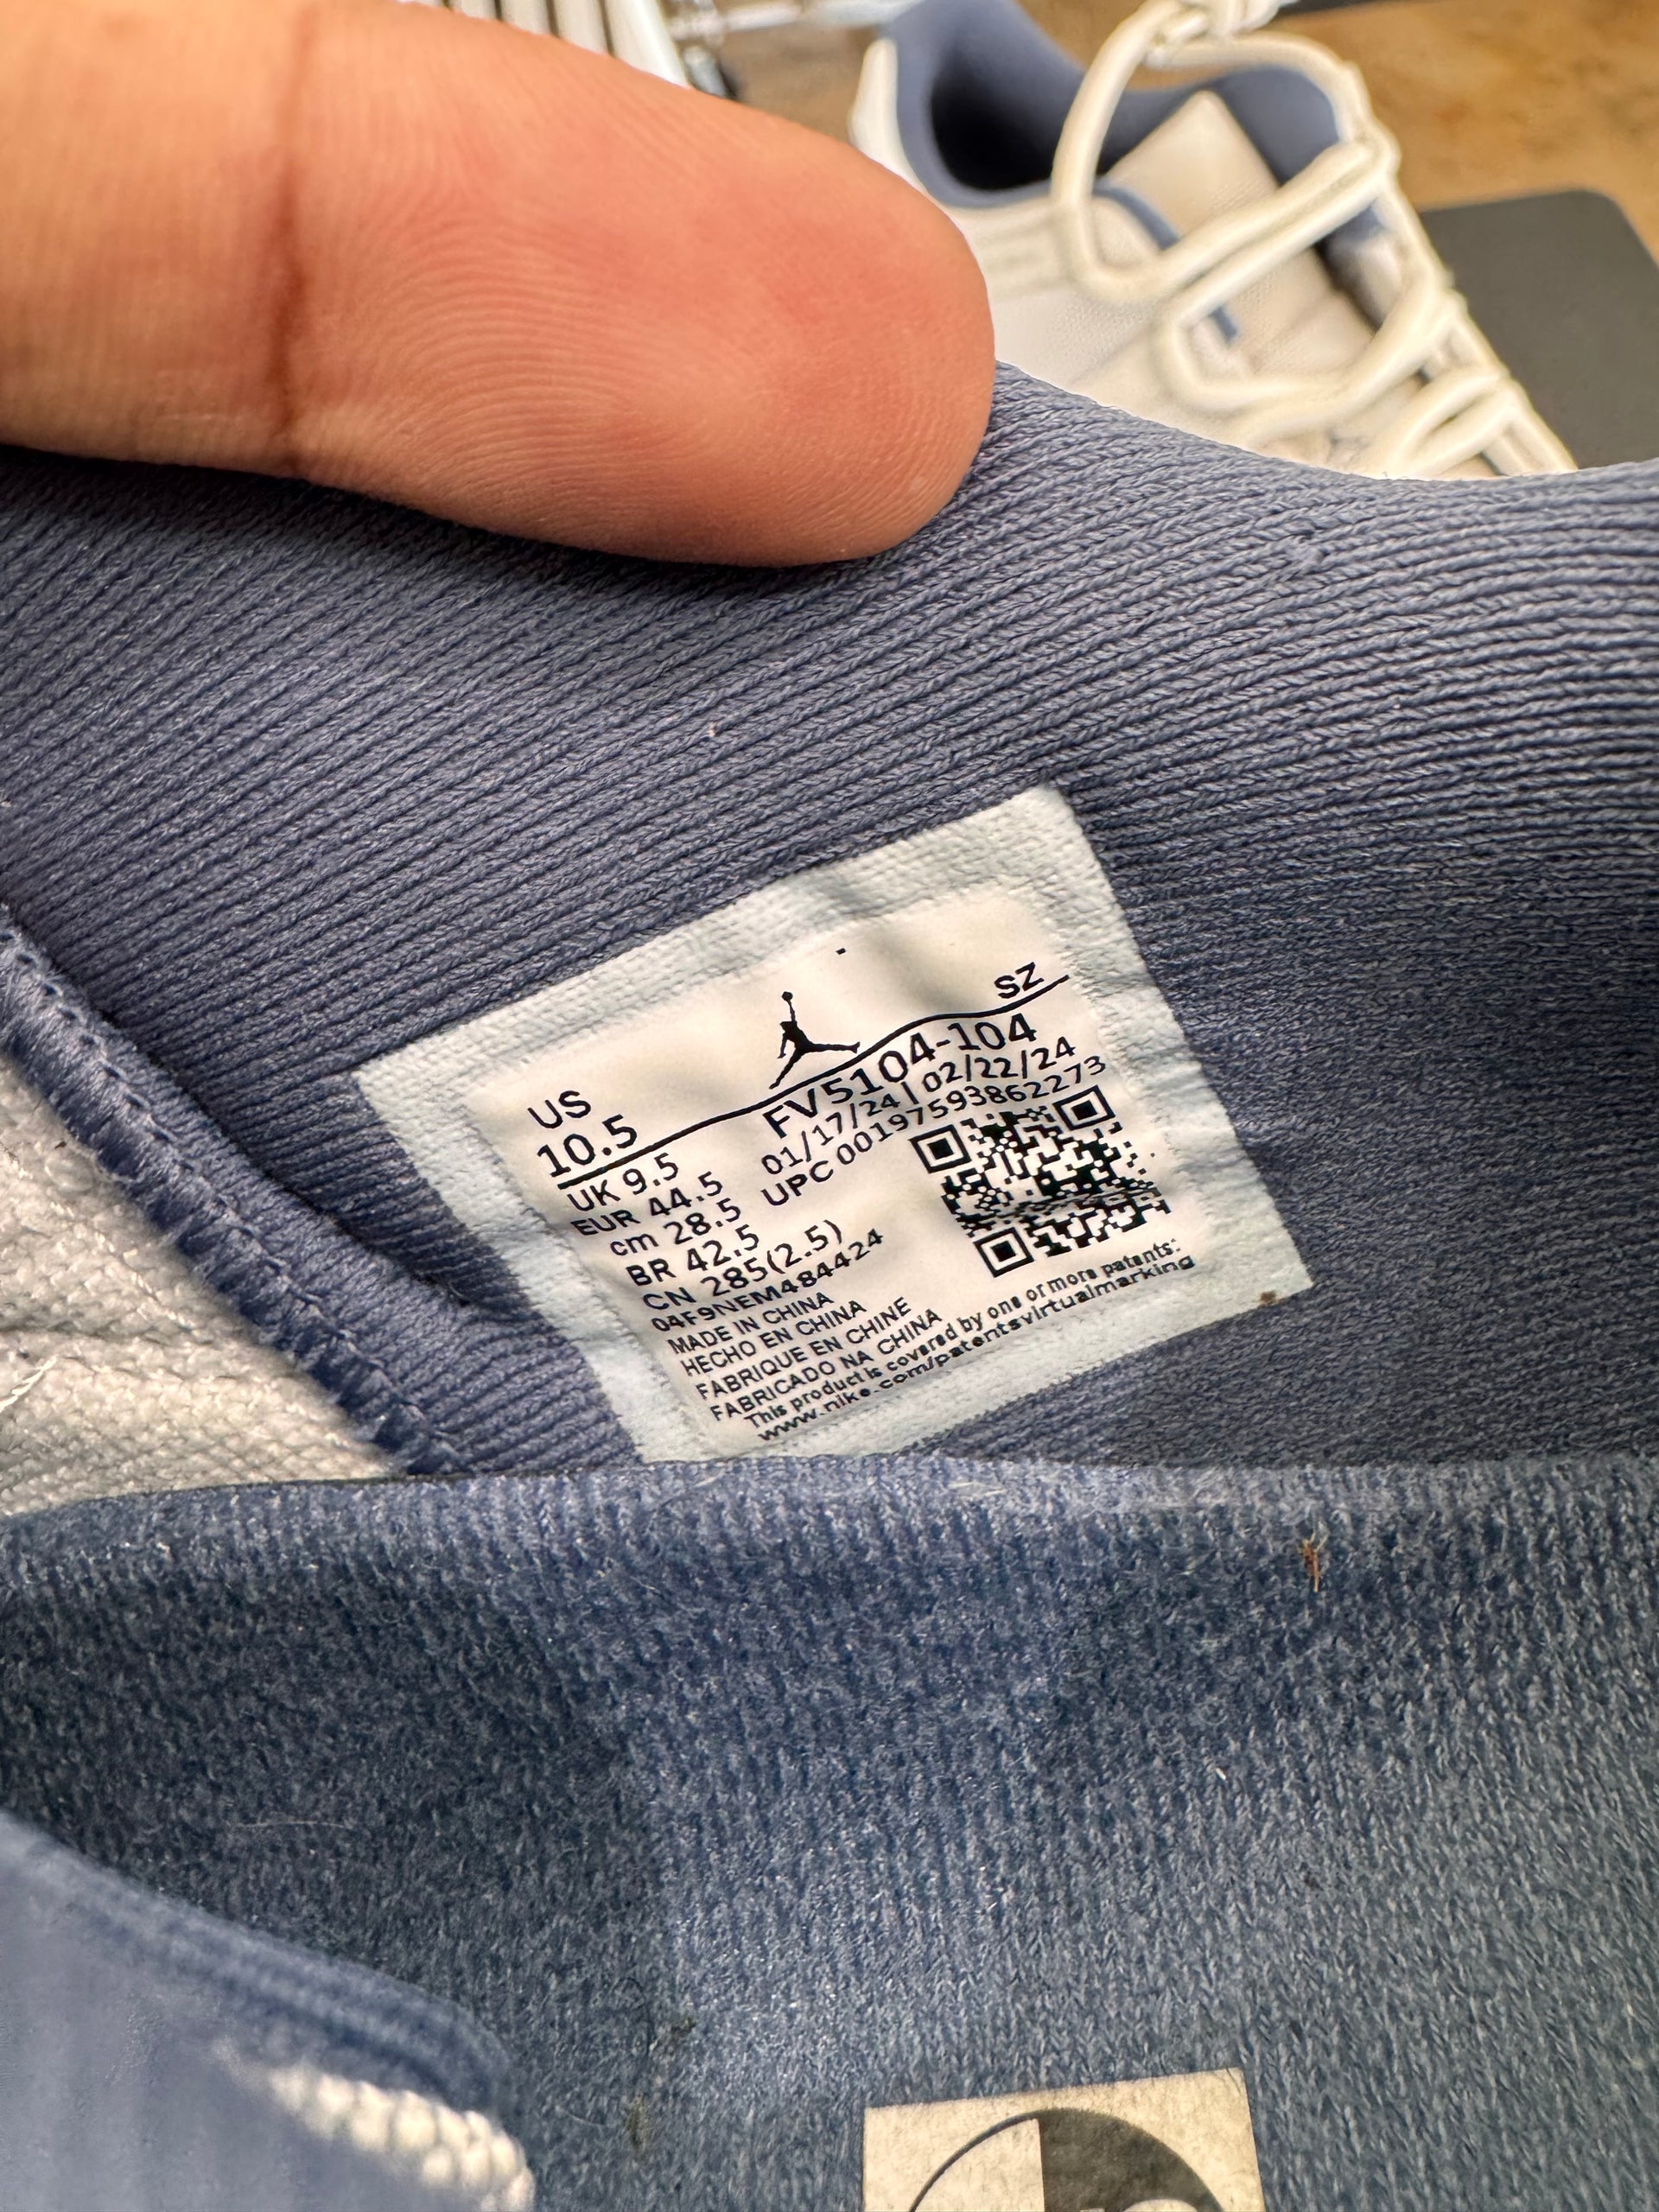 SZ
US
10.5
FV5104-104
01/17/24 | 02/22/24
UPC 00197593862273
UK 9.5
EUR 44.5
cm 28.5
BR 42.5
CN 285(2.5)
04F9NEM484424
MADE IN CHINA
HECHO EN CHINA
FABRIQUE EN CHINE
FABRICADO NA CHINA
This product is covered by one or more patents:
www.nike.com/patentsvirtualmarking